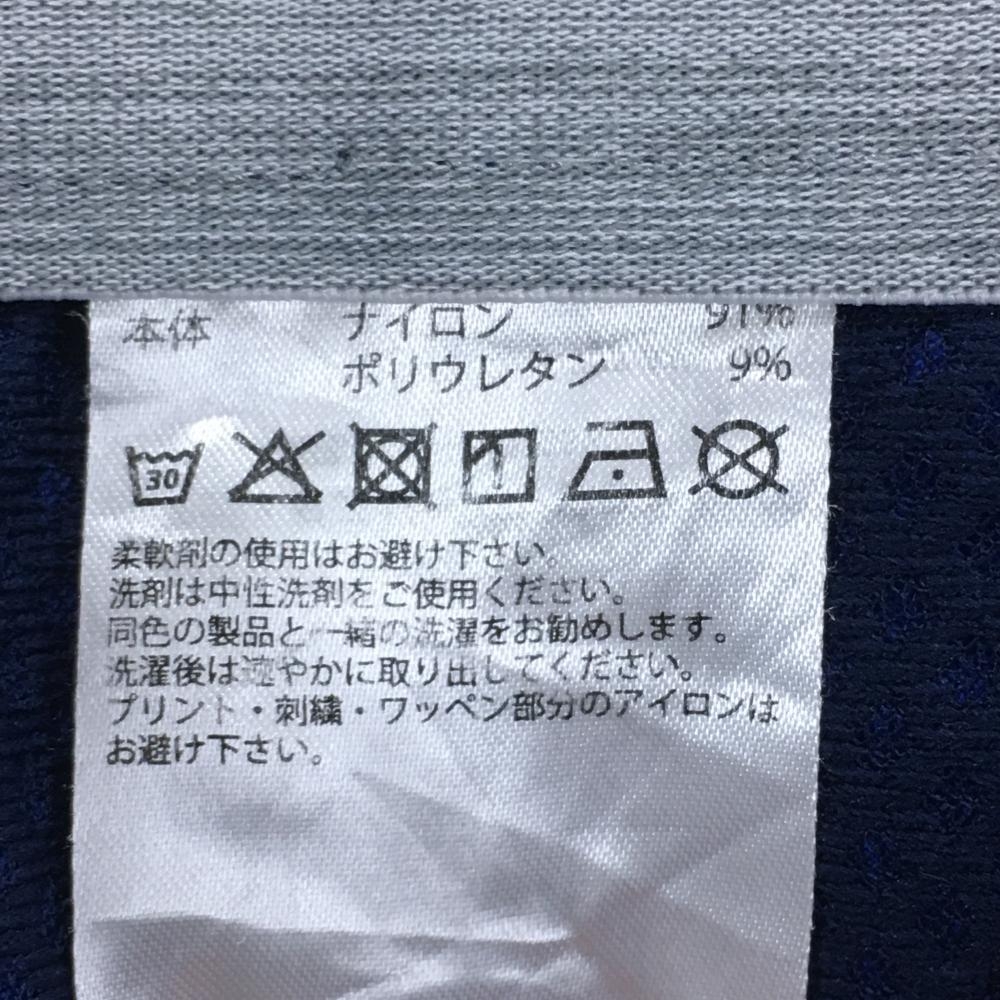 本体 ナイロン 91%
ポリウレタン 9%
30
柔軟剤の使用はお避け下さい。
洗剤は中性洗剤をご使用ください。
同色の製品と一緒の洗濯をお勧めします。
洗濯後は速やかに取り出してください。
プリント・刺繍・ワッペン部分のアイロンは
お避け下さい。